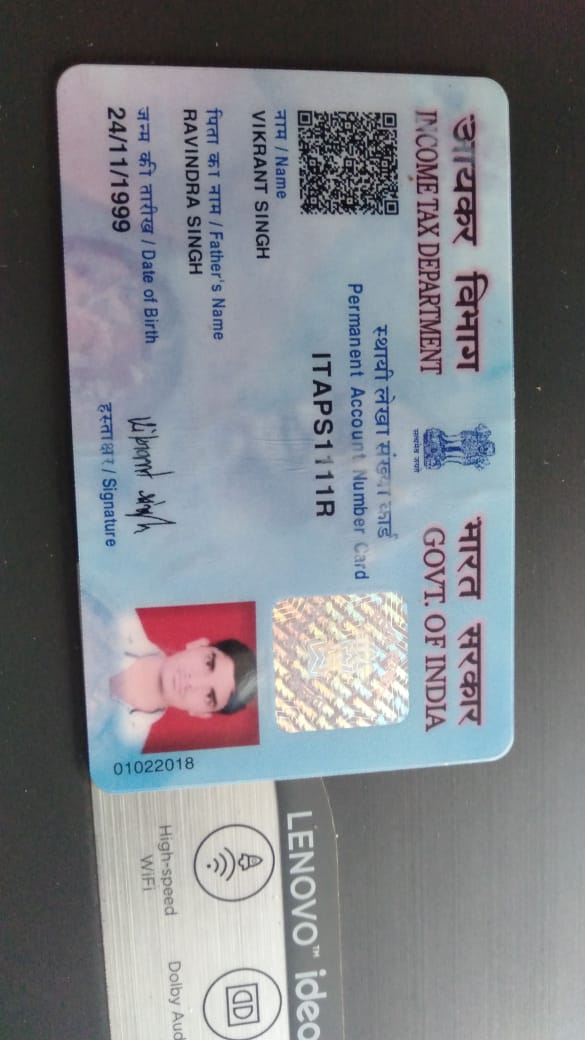 आयकर विभाग
INCOME TAX DEPARTMENT
भारत सरकार
GOVT. OF INDIA
सत्यमेव जयते
स्थायी लेखा संख्या कार्ड
Permanent Account Number Card
ITAPS1111R
नाम / Name
VIKRANT SINGH
पिता का नाम / Father's Name
RAVINDRA SINGH
जन्म की तारीख / Date of Birth
24/11/1999
Vikrant Singh
हस्ताक्षर / Signature
01022018
LENOVO™ idea
High-speed
WiFi
Dolby Aud